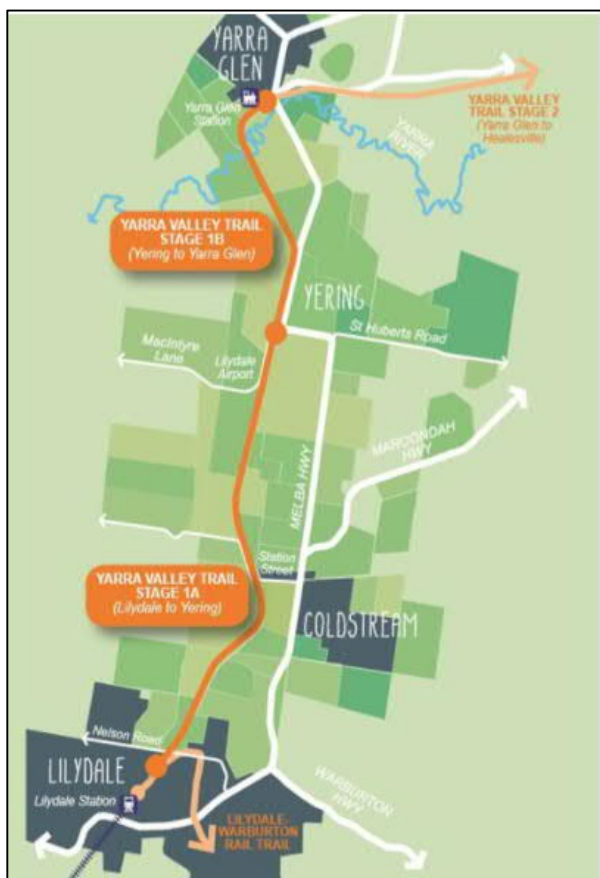 YARRA
GLEN
Yarra Glen
Station
YARRA VALLEY
TRAIL STAGE 2
(Yarra Glen to
Healesville)
YARRA
RIVER
YARRA VALLEY TRAIL
STAGE 1B
(Yering to Yarra Glen)
YERING
St Huberts Road
MacIntyre
Lane
Lilydale
Airport
MAROONDAH
HWY
MELBA HWY
Station
Street
YARRA VALLEY TRAIL
STAGE 1A
(Lilydale to Yering)
COLDSTREAM
Nelson Road
LILYDALE
Lilydale Station
WARBURTON
HWY
LILYDALE-
WARBURTON
RAIL TRAIL